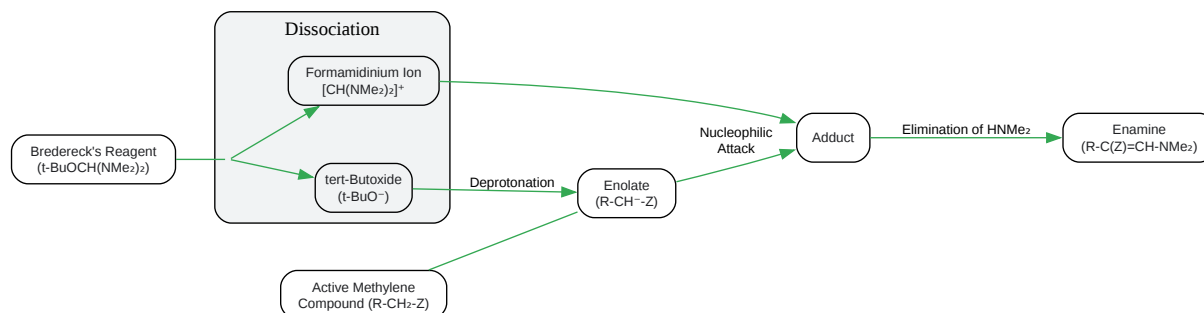 Dissociation
Formamidinium Ion
[CH(NMe₂)₂]⁺
Bredereck's Reagent
(t-BuOCH(NMe₂)₂)
tert-Butoxide
(t-BuO⁻)
Deprotonation
Enolate
(R-CH⁻-Z)
Active Methylene
Compound (R-CH₂-Z)
Nucleophilic
Attack
Adduct
Elimination of HNMe₂
Enamine
(R-C(Z)=CH-NMe₂)